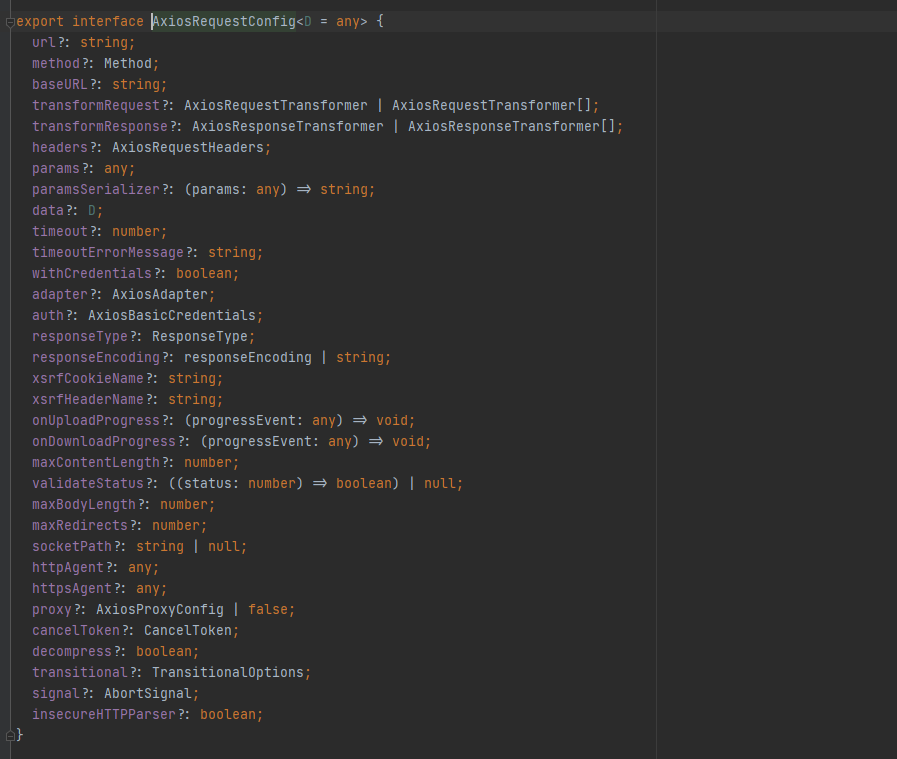 export interface AxiosRequestConfig<D = any> {
  url?: string;
  method?: Method;
  baseURL?: string;
  transformRequest?: AxiosRequestTransformer | AxiosRequestTransformer[];
  transformResponse?: AxiosResponseTransformer | AxiosResponseTransformer[];
  headers?: AxiosRequestHeaders;
  params?: any;
  paramsSerializer?: (params: any) => string;
  data?: D;
  timeout?: number;
  timeoutErrorMessage?: string;
  withCredentials?: boolean;
  adapter?: AxiosAdapter;
  auth?: AxiosBasicCredentials;
  responseType?: ResponseType;
  responseEncoding?: responseEncoding | string;
  xsrfCookieName?: string;
  xsrfHeaderName?: string;
  onUploadProgress?: (progressEvent: any) => void;
  onDownloadProgress?: (progressEvent: any) => void;
  maxContentLength?: number;
  validateStatus?: ((status: number) => boolean) | null;
  maxBodyLength?: number;
  maxRedirects?: number;
  socketPath?: string | null;
  httpAgent?: any;
  httpsAgent?: any;
  proxy?: AxiosProxyConfig | false;
  cancelToken?: CancelToken;
  decompress?: boolean;
  transitional?: TransitionalOptions;
  signal?: AbortSignal;
  insecureHTTPParser?: boolean;
}